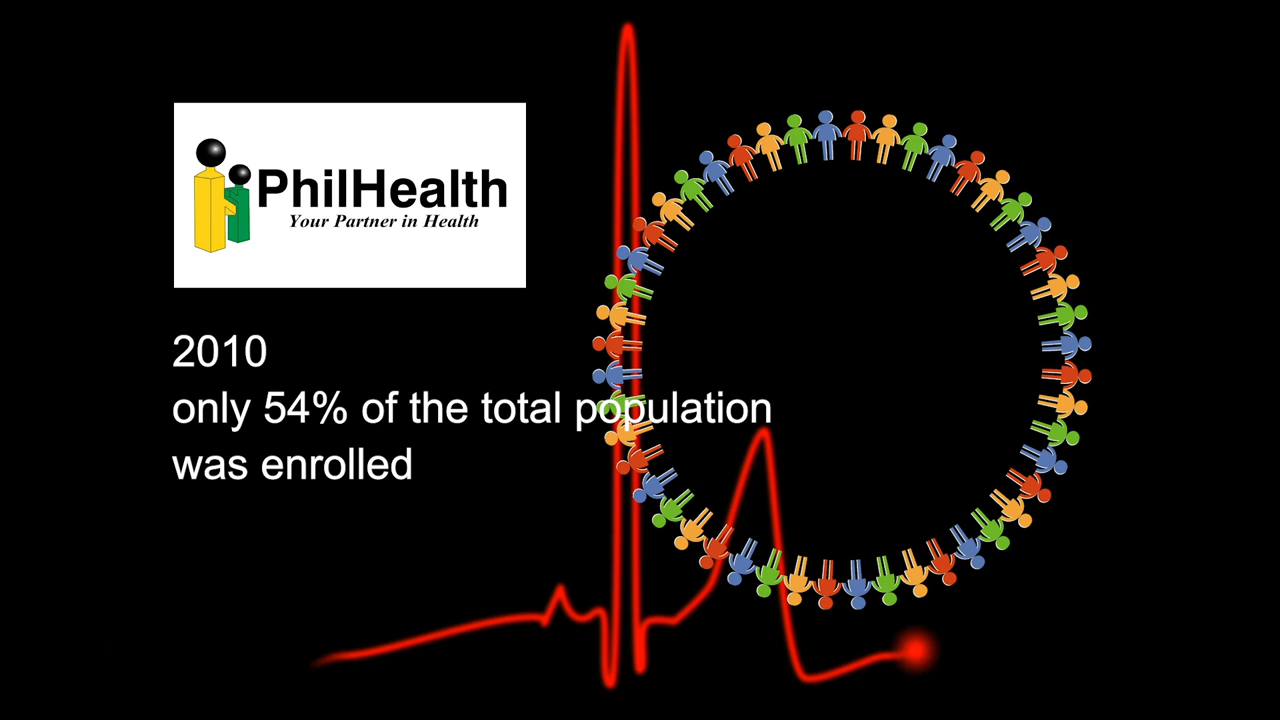 PhilHealth
Your Partner in Health
2010
only 54% of the total population
was enrolled